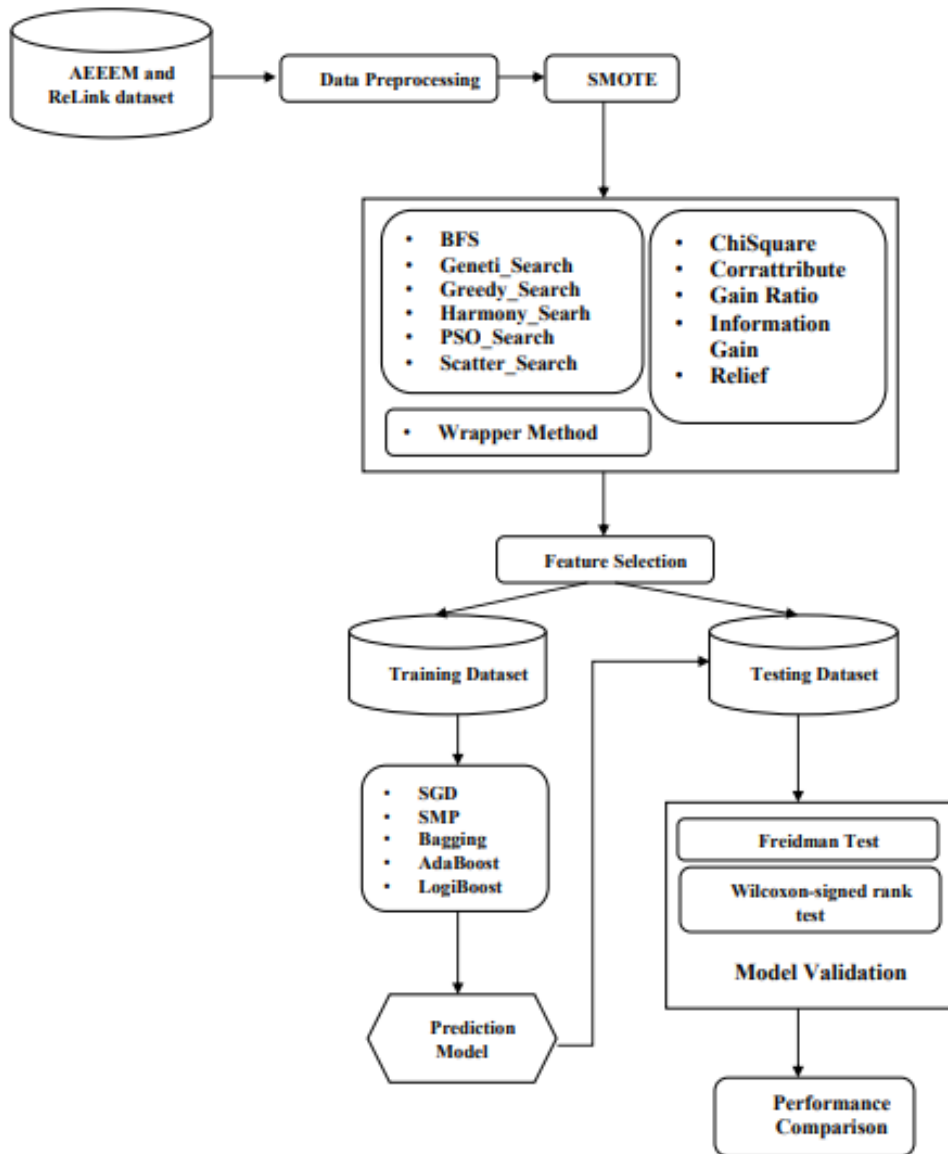 AEEEM and
ReLink dataset
Data Preprocessing
SMOTE
• BFS
• Geneti_Search
• Greedy_Search
• Harmony_Searh
• PSO_Search
• Scatter_Search
• ChiSquare
• Corrattribute
• Gain Ratio
• Information
Gain
• Relief
• Wrapper Method
Feature Selection
Training Dataset
Testing Dataset
• SGD
• SMP
• Bagging
• AdaBoost
• LogiBoost
Freidman Test
Wilcoxon-signed rank
test
Model Validation
Prediction
Model
Performance
Comparison